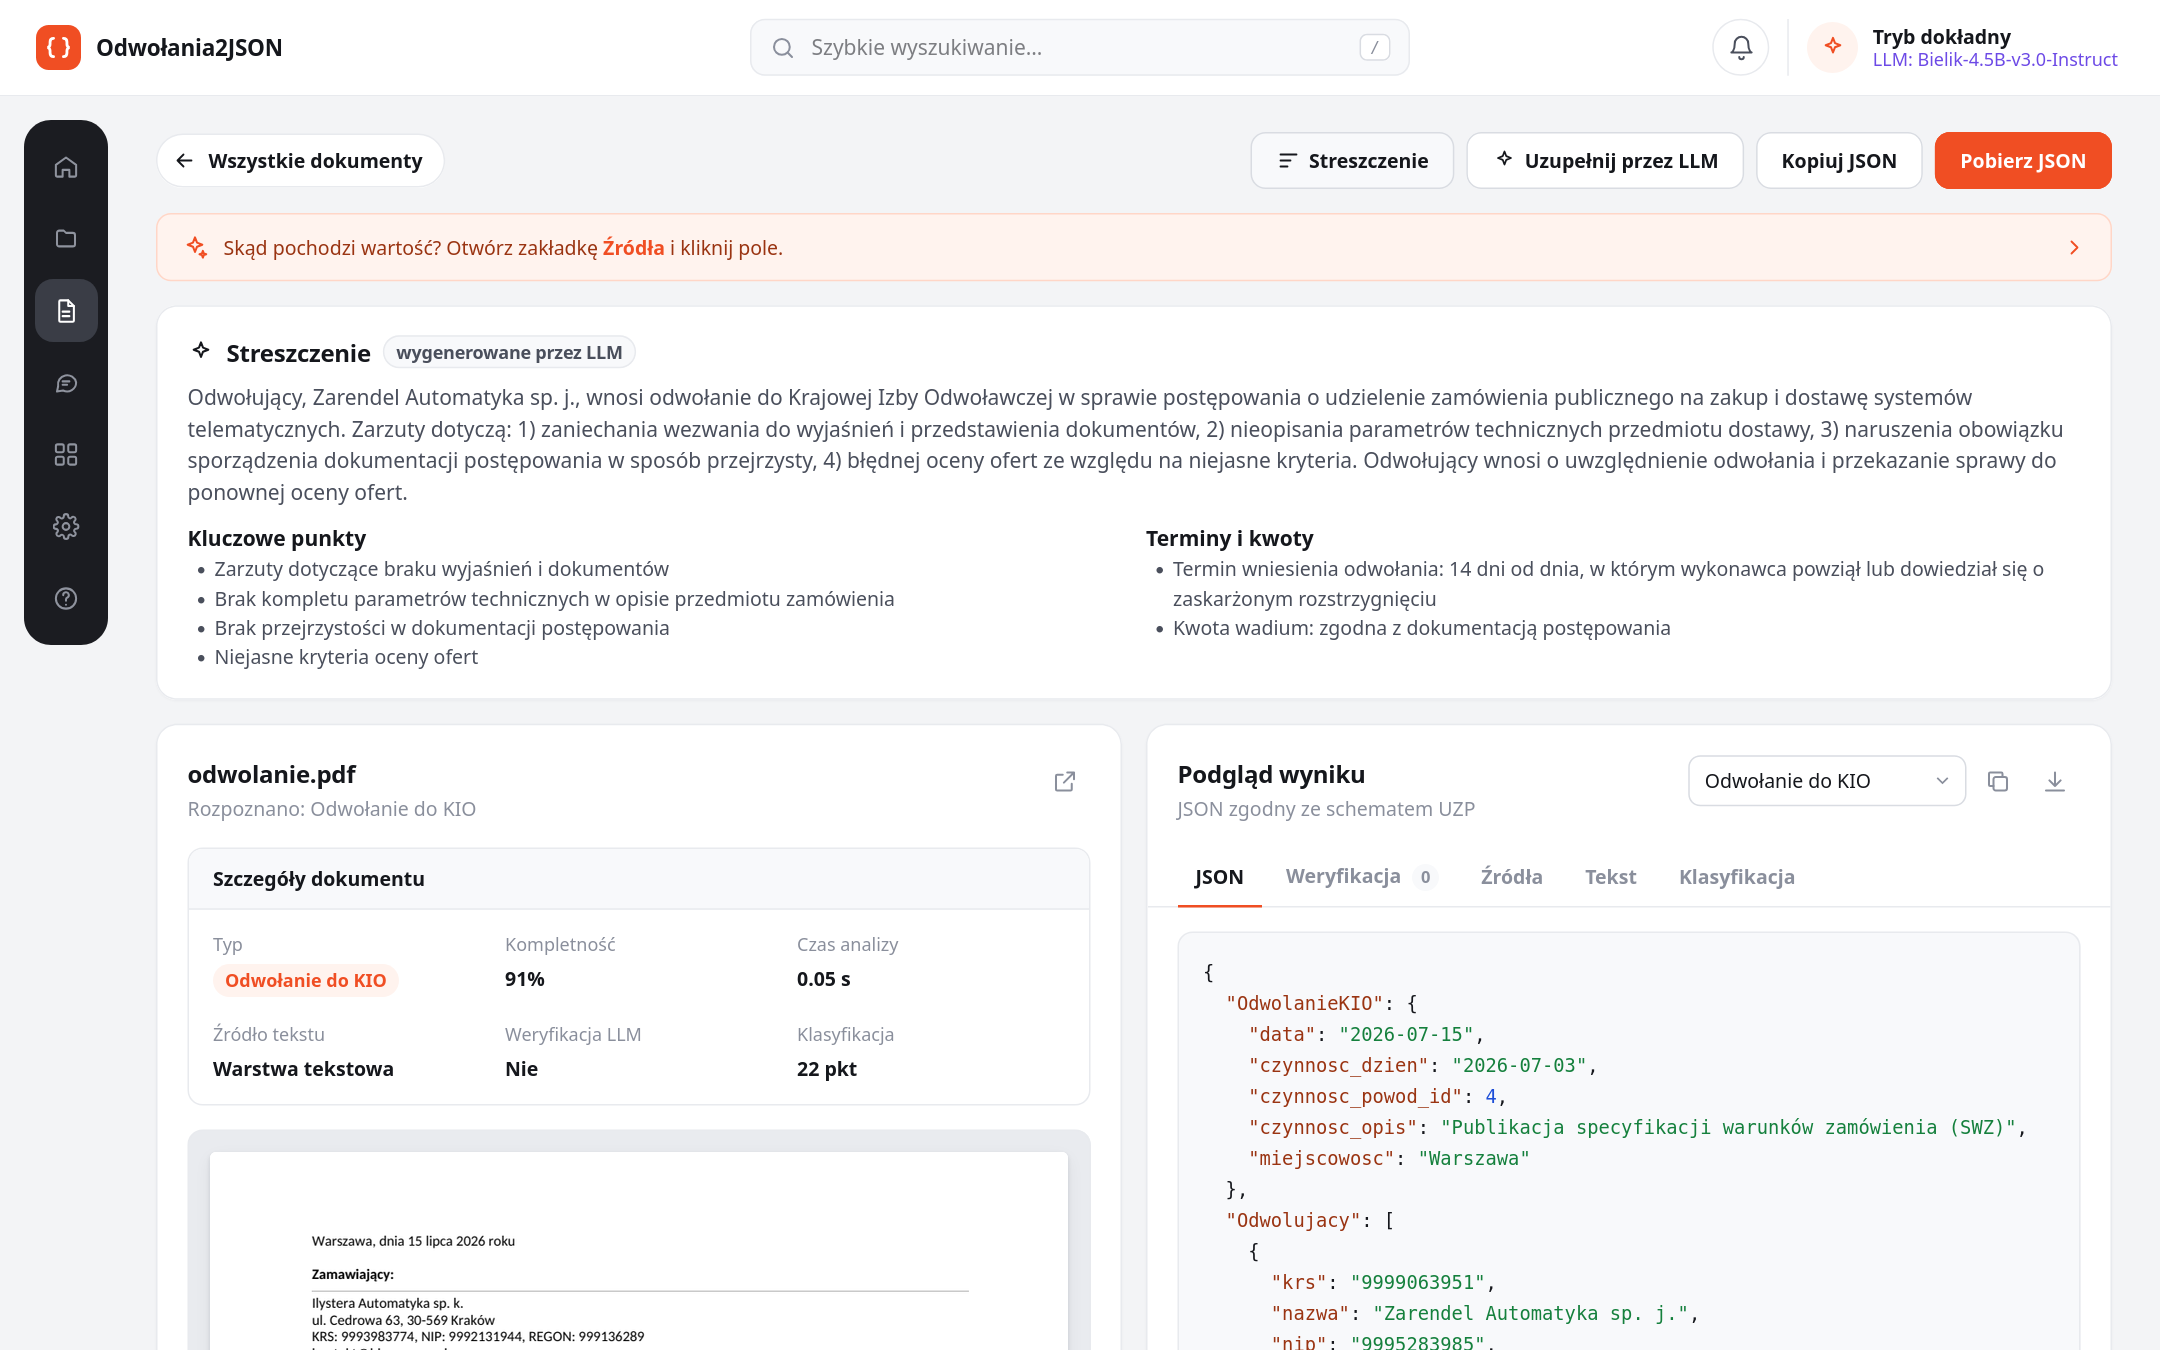 Odwołania2JSON
Szybkie wyszukiwanie...
/
Tryb dokładny
LLM: Bielik-4.5B-v3.0-Instruct
Wszystkie dokumenty
Streszczenie
Uzupełnij przez LLM
Kopiuj JSON
Pobierz JSON
Skąd pochodzi wartość? Otwórz zakładkę Źródła i kliknij pole.
Streszczenie
wygenerowane przez LLM
Odwołujący, Zarendel Automatyka sp. j., wnosi odwołanie do Krajowej Izby Odwoławczej w sprawie postępowania o udzielenie zamówienia publicznego na zakup i dostawę systemów
telematycznych. Zarzuty dotyczą: 1) zaniechania wezwania do wyjaśnień i przedstawienia dokumentów, 2) nieopisania parametrów technicznych przedmiotu dostawy, 3) naruszenia obowiązku
sporządzenia dokumentacji postępowania w sposób przejrzysty, 4) błędnej oceny ofert ze względu na niejasne kryteria. Odwołujący wnosi o uwzględnienie odwołania i przekazanie sprawy do
ponownej oceny ofert.
Kluczowe punkty
• Zarzuty dotyczące braku wyjaśnień i dokumentów
• Brak kompletu parametrów technicznych w opisie przedmiotu zamówienia
• Brak przejrzystości w dokumentacji postępowania
• Niejasne kryteria oceny ofert
Terminy i kwoty
• Termin wniesienia odwołania: 14 dni od dnia, w którym wykonawca powziął lub dowiedział się o
zaskarżonym rozstrzygnięciu
• Kwota wadium: zgodna z dokumentacją postępowania
odwolanie.pdf
Rozpoznano: Odwołanie do KIO
Szczegóły dokumentu
Typ
Kompletność
Czas analizy
Odwołanie do KIO
91%
0.05 s
Źródło tekstu
Weryfikacja LLM
Klasyfikacja
Warstwa tekstowa
Nie
22 pkt
Warszawa, dnia 15 lipca 2026 roku
Zamawiający:
Ilystera Automatyka sp. k.
ul. Cedrowa 63, 30-569 Kraków
KRS: 9993983774, NIP: 9992131944, REGON: 999136289
Podgląd wyniku
JSON zgodny ze schematem UZP
Odwołanie do KIO
JSON
Weryfikacja 0
Źródła
Tekst
Klasyfikacja
{
"OdwolanieKIO": {
"data": "2026-07-15",
"czynnosc_dzien": "2026-07-03",
"czynnosc_powod_id": 4,
"czynnosc_opis": "Publikacja specyfikacji warunków zamówienia (SWZ)",
"miejscowosc": "Warszawa"
},
"Odwolujacy": [
{
"krs": "9999063951",
"nazwa": "Zarendel Automatyka sp. j.",
"nip": "9995283985",